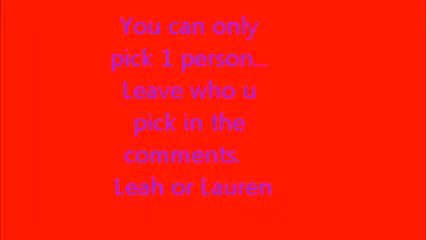 You can only
pick 1 person...
Leave who u
pick in the
comments.
Leah or Lauren